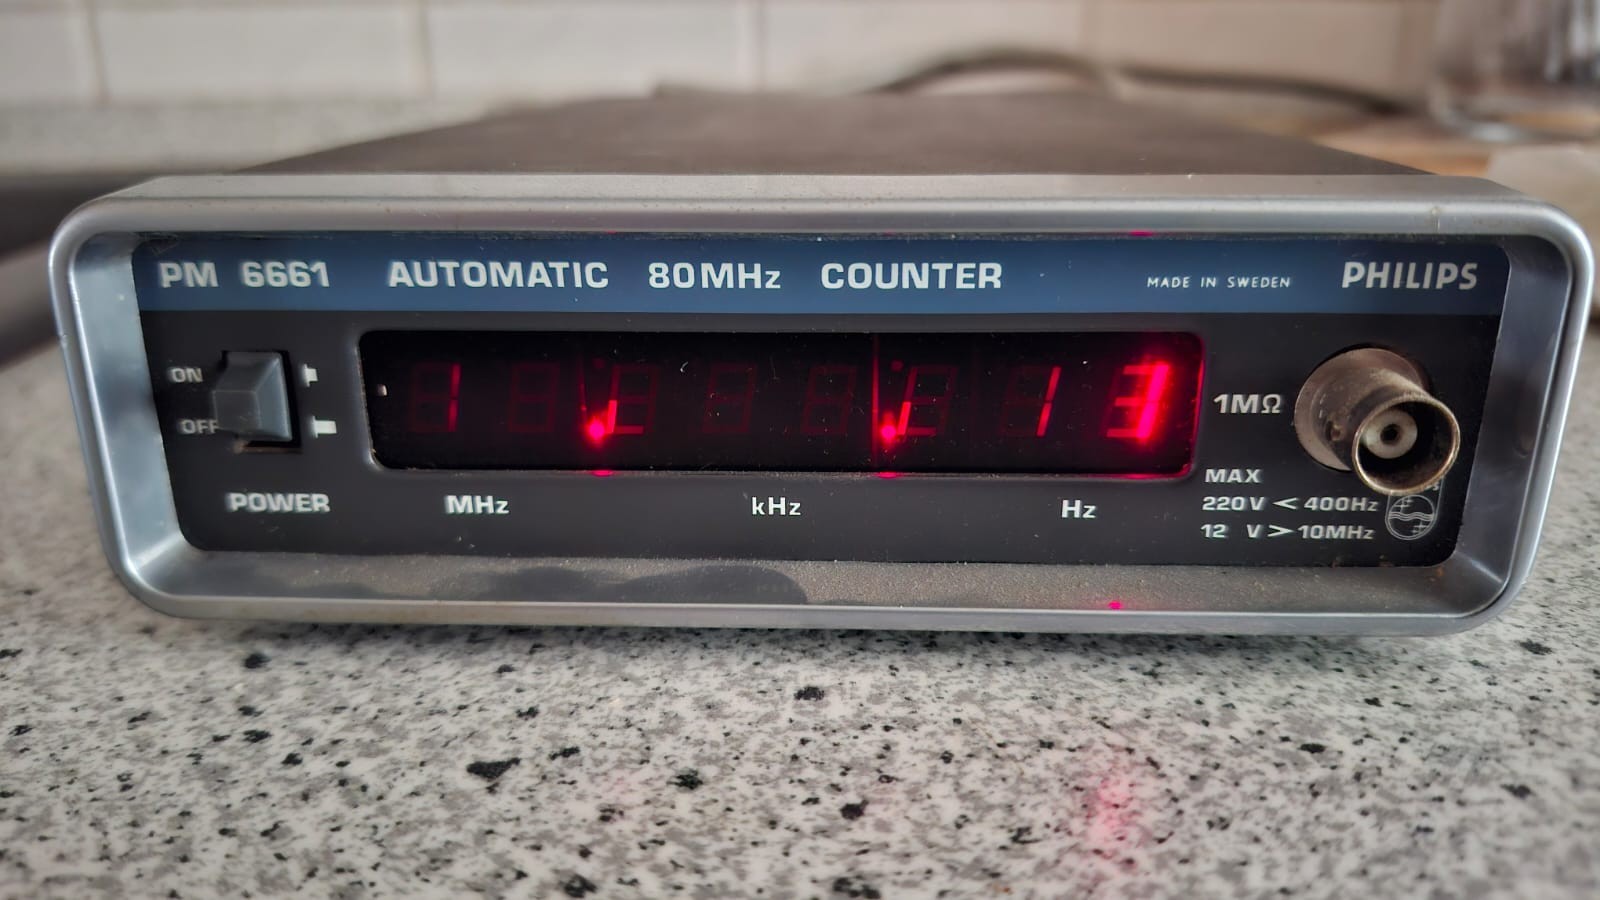 PM 6661 AUTOMATIC 80MHz COUNTER MADE IN SWEDEN PHILIPS
ON
OFF
POWER
MHz kHz Hz
1MΩ
MAX
220V < 400Hz
12 V > 10MHz